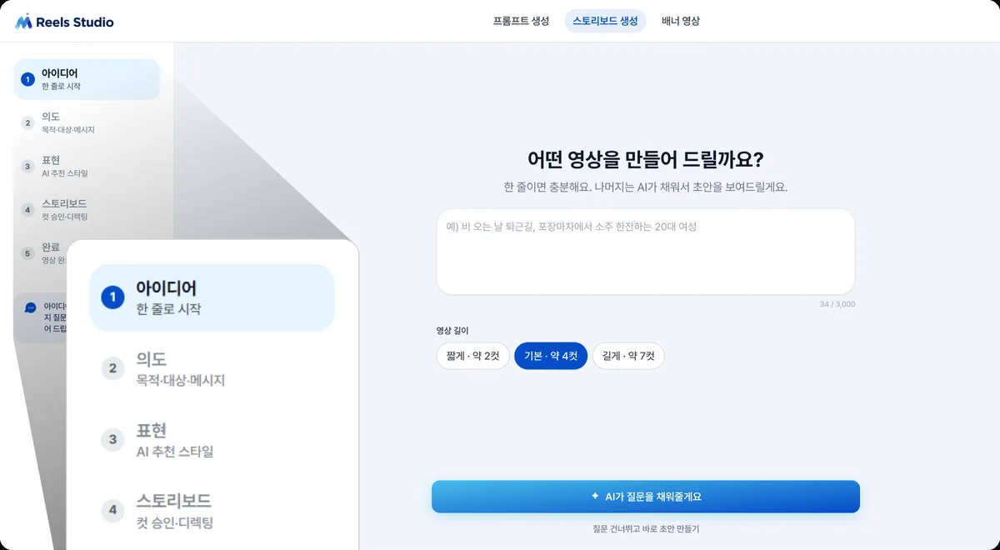 Reels Studio
프롬프트 생성
스토리보드 생성
배너 영상
1
아이디어
한 줄로 시작
2
의도
목적·대상·메시지
3
표현
AI 추천 스타일
4
스토리보드
컷 승인·디렉팅
5
완료
영상 완
아이디
지 질문
어 드립
1
아이디어
한 줄로 시작
2
의도
목적·대상·메시지
3
표현
AI 추천 스타일
4
스토리보드
컷 승인·디렉팅
어떤 영상을 만들어 드릴까요?
한 줄이면 충분해요. 나머지는 AI가 채워서 초안을 보여드릴게요.
예) 비 오는 날 퇴근길, 포장마차에서 소주 한잔하는 20대 여성
34 / 3,000
영상 길이
짧게 · 약 2컷
기본 · 약 4컷
길게 · 약 7컷
AI가 질문을 채워줄게요
질문 건너뛰고 바로 초안 만들기